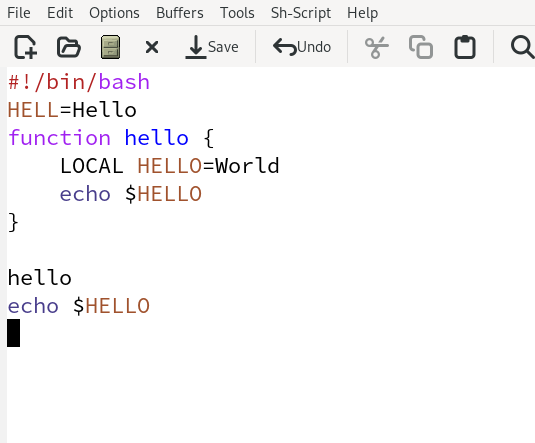 File Edit Options Buffers Tools Sh-Script Help
Save Undo
#!/bin/bash
HELL=Hello
function hello {
    LOCAL HELLO=World
    echo $HELLO
}

hello
echo $HELLO